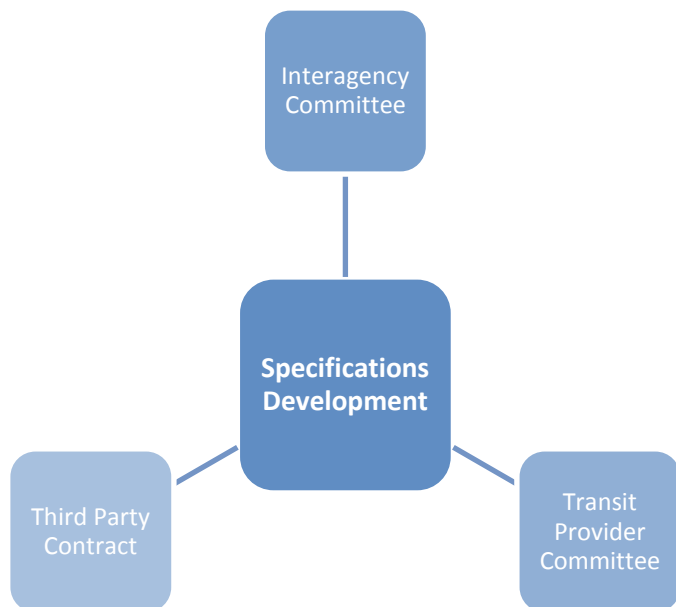 Interagency
Committee
Specifications
Development
Third Party
Contract
Transit
Provider
Committee